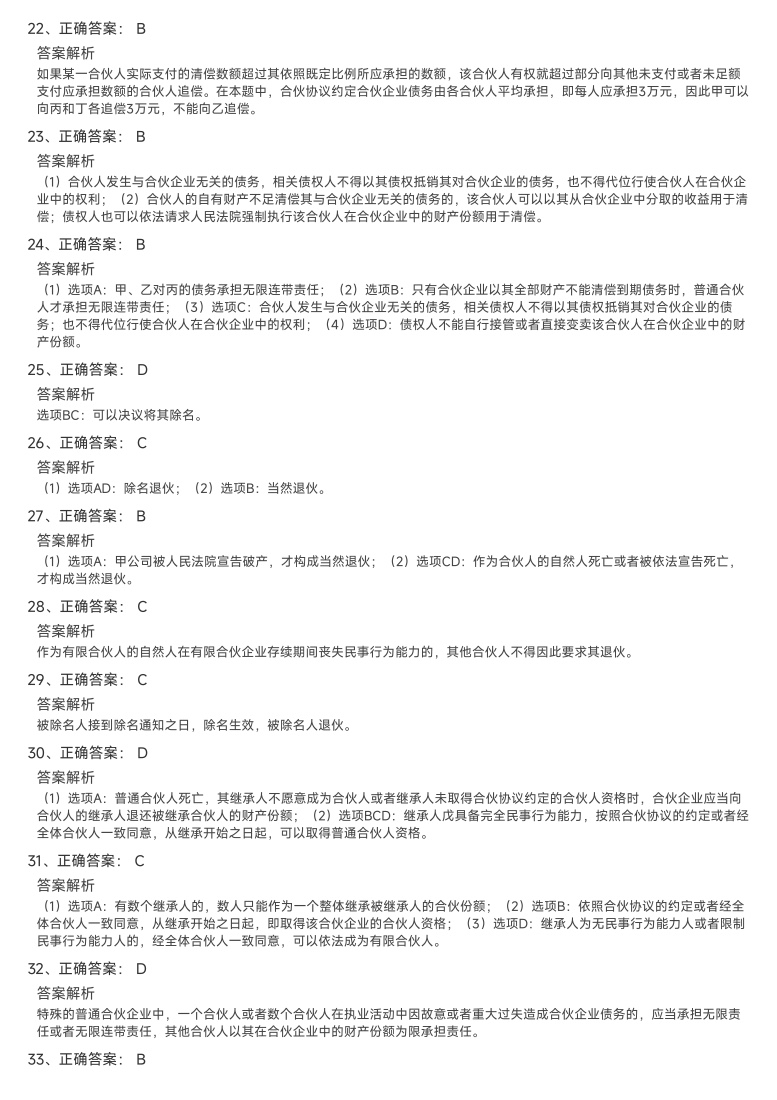 22、正确答案： B
答案解析
如果某一合伙人实际支付的清偿数额超过其依照既定比例所应承担的数额，该合伙人有权就超过部分向其他未支付或者未足额
支付应承担数额的合伙人追偿。在本题中，合伙协议约定合伙企业债务由各合伙人平均承担，即每人应承担3万元，因此甲可以
向丙和丁各追偿3万元，不能向乙追偿。
23、正确答案： B
答案解析
（1）合伙人发生与合伙企业无关的债务，相关债权人不得以其债权抵销其对合伙企业的债务，也不得代位行使合伙人在合伙企
业中的权利；（2）合伙人的自有财产不足清偿其与合伙企业无关的债务的，该合伙人可以以其从合伙企业中分取的收益用于清
偿；债权人也可以依法请求人民法院强制执行该合伙人在合伙企业中的财产份额用于清偿。
24、正确答案： B
答案解析
（1）选项A：甲、乙对丙的债务承担无限连带责任；（2）选项B：只有合伙企业以其全部财产不能清偿到期债务时，普通合伙
人才承担无限连带责任；（3）选项C：合伙人发生与合伙企业无关的债务，相关债权人不得以其债权抵销其对合伙企业的债
务；也不得代位行使合伙人在合伙企业中的权利；（4）选项D：债权人不能自行接管或者直接变卖该合伙人在合伙企业中的财
产份额。
25、正确答案： D
答案解析
选项BC：可以决议将其除名。
26、正确答案： C
答案解析
（1）选项AD：除名退伙；（2）选项B：当然退伙。
27、正确答案： B
答案解析
（1）选项A：甲公司被人民法院宣告破产，才构成当然退伙；（2）选项CD：作为合伙人的自然人死亡或者被依法宣告死亡，
才构成当然退伙。
28、正确答案： C
答案解析
作为有限合伙人的自然人在有限合伙企业存续期间丧失民事行为能力的，其他合伙人不得因此要求其退伙。
29、正确答案： C
答案解析
被除名人接到除名通知之日，除名生效，被除名人退伙。
30、正确答案： D
答案解析
（1）选项A：普通合伙人死亡，其继承人不愿意成为合伙人或者继承人未取得合伙协议约定的合伙人资格时，合伙企业应当向
合伙人的继承人退还被继承合伙人的财产份额；（2）选项BCD：继承人戊具备完全民事行为能力，按照合伙协议的约定或者经
全体合伙人一致同意，从继承开始之日起，可以取得普通合伙人资格。
31、正确答案： C
答案解析
（1）选项A：有数个继承人的，数人只能作为一个整体继承被继承人的合伙份额；（2）选项B：依照合伙协议的约定或者经全
体合伙人一致同意，从继承开始之日起，即取得该合伙企业的合伙人资格；（3）选项D：继承人为无民事行为能力人或者限制
民事行为能力人的，经全体合伙人一致同意，可以依法成为有限合伙人。
32、正确答案： D
答案解析
特殊的普通合伙企业中，一个合伙人或者数个合伙人在执业活动中因故意或者重大过失造成合伙企业债务的，应当承担无限责
任或者无限连带责任，其他合伙人以其在合伙企业中的财产份额为限承担责任。
33、正确答案： B